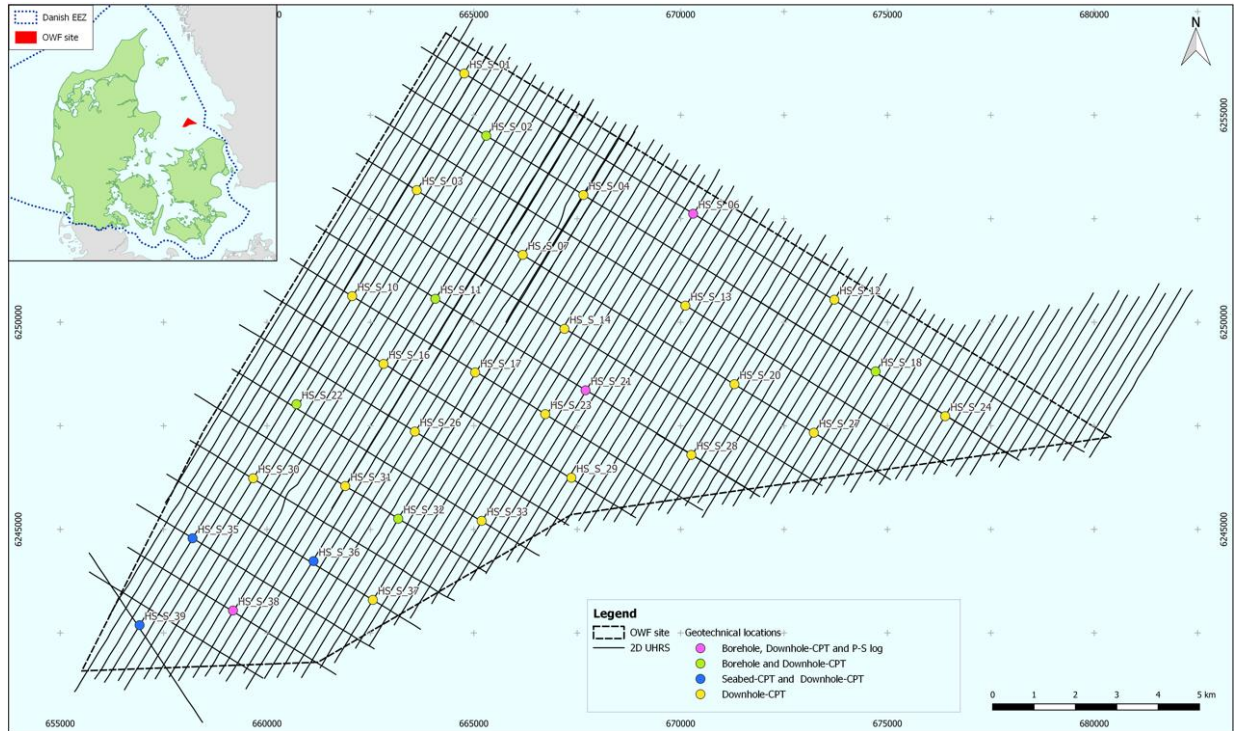 Danish EEZ
OWF site
0
665000
670000
675000
680000
N
HS_S_01
6255000
6255000
HS_S_02
HS_S_03
HS_S_04
HS_S_06
HS_S_07
HS_S_10
HS_S_11
HS_S_13
HS_S_12
HS_S_14
6250000
6250000
HS_S_16
HS_S_17
HS_S_18
HS_S_21
HS_S_20
HS_S_22
HS_S_23
HS_S_24
HS_S_26
HS_S_27
HS_S_28
HS_S_30
HS_S_31
HS_S_29
HS_S_32
HS_S_33
6245000
6245000
HS_S_35
HS_S_36
HS_S_37
HS_S_38
HS_S_39
Legend
OWF site
2D UHRS
Geotechnical locations
Borehole, Downhole-CPT and P-S log
Borehole and Downhole-CPT
Seabed-CPT and Downhole-CPT
Downhole-CPT
0 1 2 3 4 5 km
655000
660000
665000
670000
675000
680000